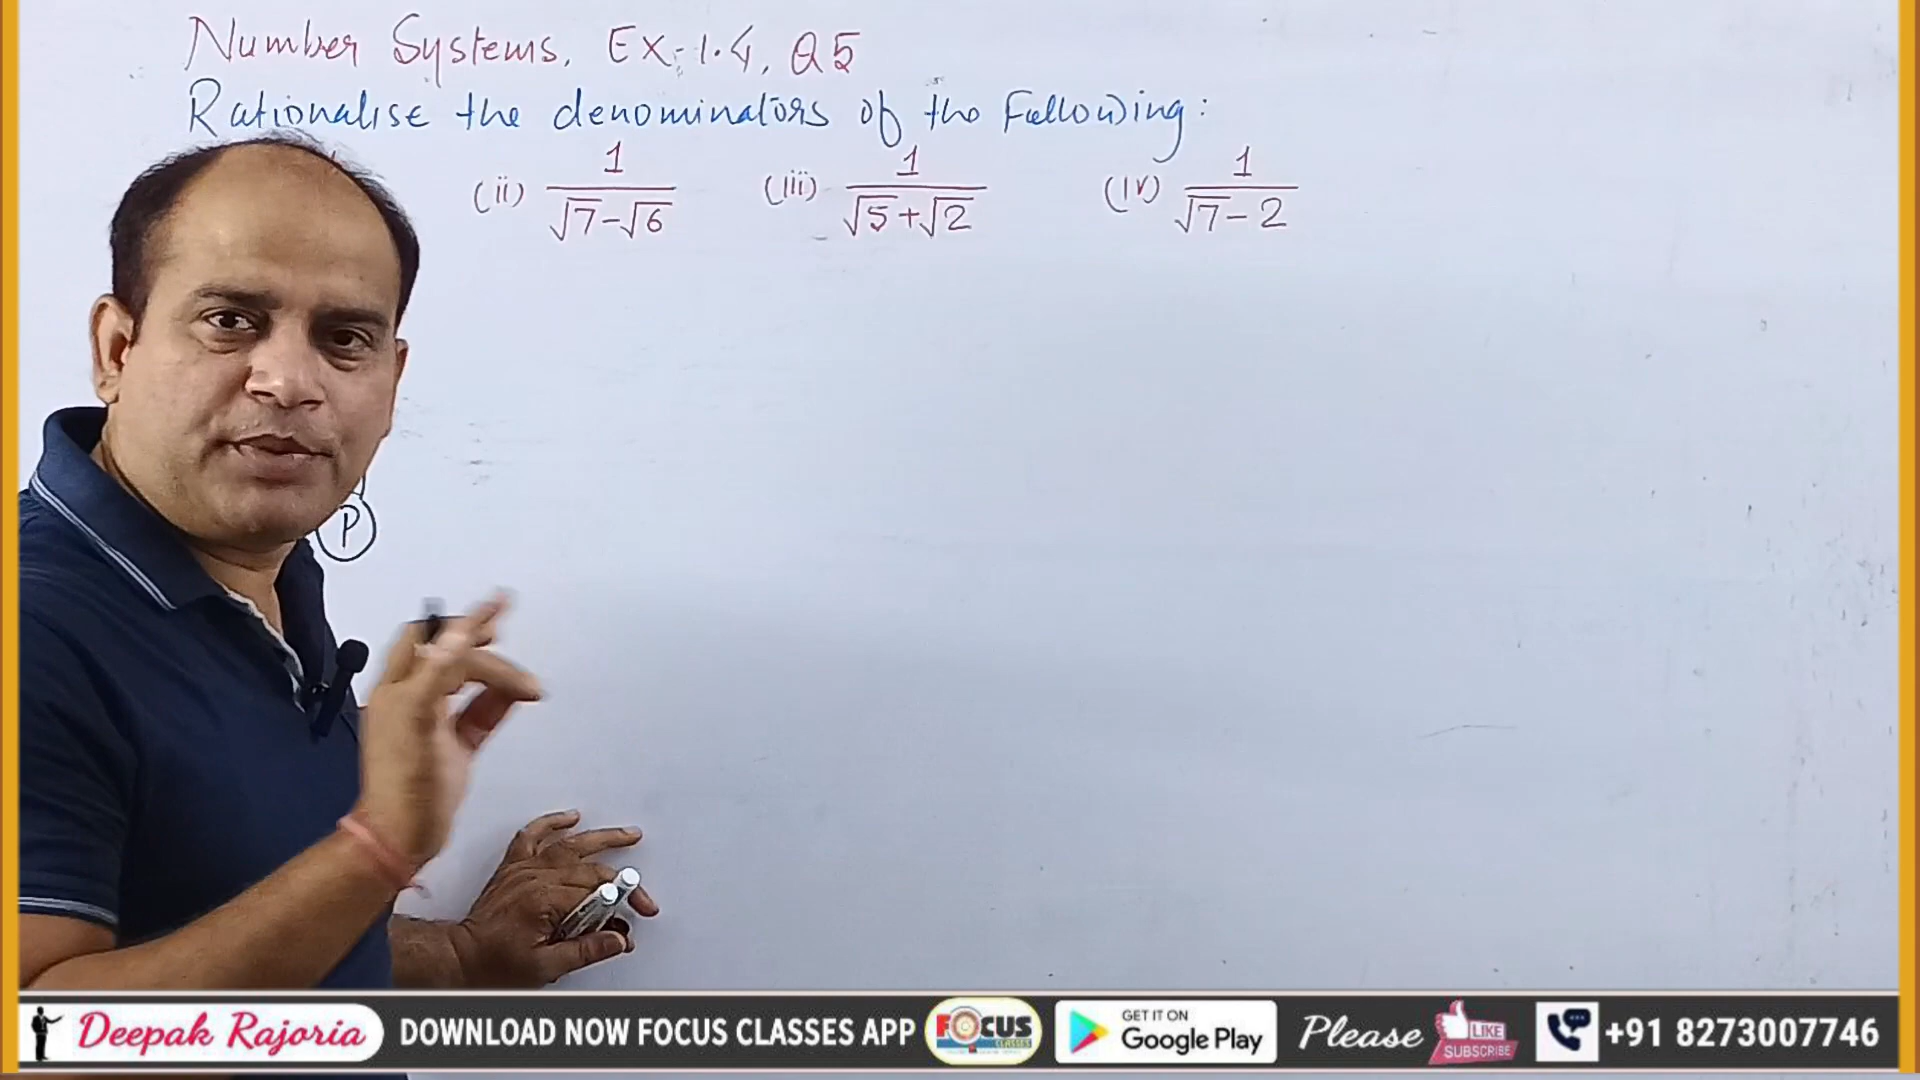 Number Systems, Ex-1.4, Q5
Rationalise the denominators of the Following:
(ii) 1/(√7-√6) (iii) 1/(√5+√2) (iv) 1/(√7-2)
P
Deepak Rajoria DOWNLOAD NOW FOCUS CLASSES APP FOCUS CLASSES GET IT ON Google Play Please LIKE SUBSCRIBE +91 8273007746